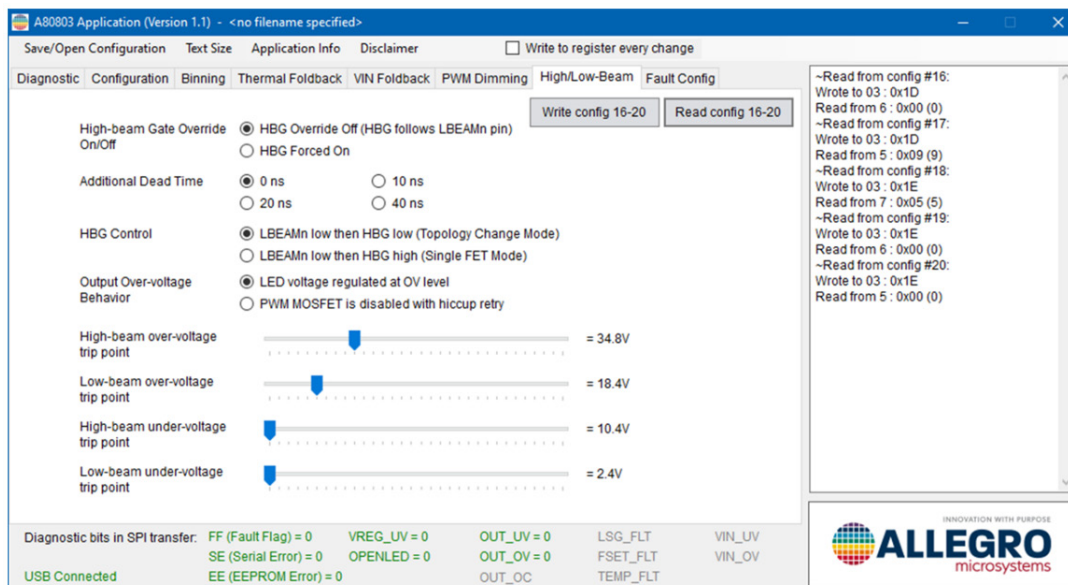 A80803 Application (Version 1.1) - <no filename specified>
Save/Open Configuration Text Size Application Info Disclaimer Write to register every change
Diagnostic Configuration Binning Thermal Foldback VIN Foldback PWM Dimming High/Low-Beam Fault Config
Write config 16-20 Read config 16-20
High-beam Gate Override
On/Off
HBG Override Off (HBG follows LBEAMn pin)
HBG Forced On
Additional Dead Time
0 ns 10 ns
20 ns 40 ns
HBG Control
LBEAMn low then HBG low (Topology Change Mode)
LBEAMn low then HBG high (Single FET Mode)
Output Over-voltage
Behavior
LED voltage regulated at OV level
PWM MOSFET is disabled with hiccup retry
High-beam over-voltage
trip point
= 34.8V
Low-beam over-voltage
trip point
= 18.4V
High-beam under-voltage
trip point
= 10.4V
Low-beam under-voltage
trip point
= 2.4V
~Read from config #16:
Wrote to 03 : 0x1D
Read from 6 : 0x00 (0)
~Read from config #17:
Wrote to 03 : 0x1D
Read from 5 : 0x09 (9)
~Read from config #18:
Wrote to 03 : 0x1E
Read from 7 : 0x05 (5)
~Read from config #19:
Wrote to 03 : 0x1E
Read from 6 : 0x00 (0)
~Read from config #20:
Wrote to 03 : 0x1E
Read from 5 : 0x00 (0)
Diagnostic bits in SPI transfer: FF (Fault Flag) = 0 VREG_UV = 0 OUT_UV = 0 LSG_FLT VIN_UV
SE (Serial Error) = 0 OPENLED = 0 OUT_OV = 0 FSET_FLT VIN_OV
USB Connected EE (EEPROM Error) = 0 OUT_OC TEMP_FLT
INNOVATION WITH PURPOSE
ALLEGRO
microsystems